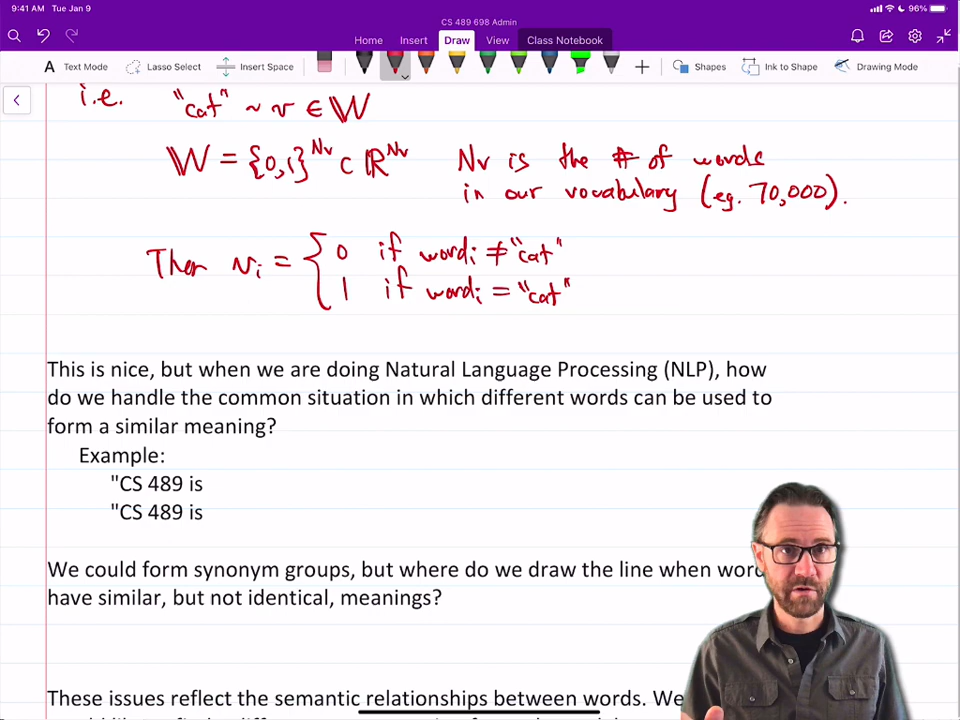 9:41 AM Tue Jan 9
96%
CS 489 698 Admin
Home Insert Draw View Class Notebook
Text Mode Lasso Select Insert Space Shapes Ink to Shape Drawing Mode
i.e. "cat" ~ v ∈ 𝕎
𝕎 = {0,1}^Nv ⊂ ℝ^Nv Nv is the # of words
in our vocabulary (eg. 70,000).
Then vi = { 0 if wordi ≠ "cat"
1 if wordi = "cat"
This is nice, but when we are doing Natural Language Processing (NLP), how
do we handle the common situation in which different words can be used to
form a similar meaning?
Example:
"CS 489 is
"CS 489 is
We could form synonym groups, but where do we draw the line when word
have similar, but not identical, meanings?
These issues reflect the semantic relationships between words. We